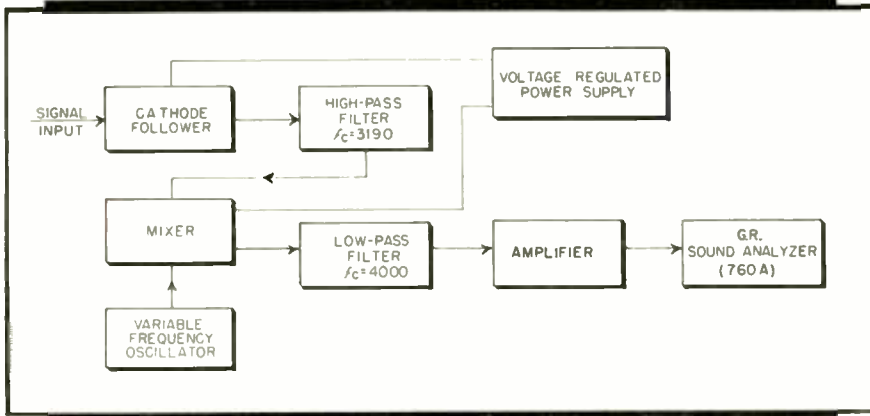 SIGNAL
INPUT
CATHODE
FOLLOWER
HIGH-PASS
FILTER
fc=3190
VOLTAGE REGULATED
POWER SUPPLY
MIXER
LOW-PASS
FILTER
fc=4000
AMPLIFIER
G.R.
SOUND ANALYZER
(760A)
VARIABLE
FREQUENCY
OSCILLATOR